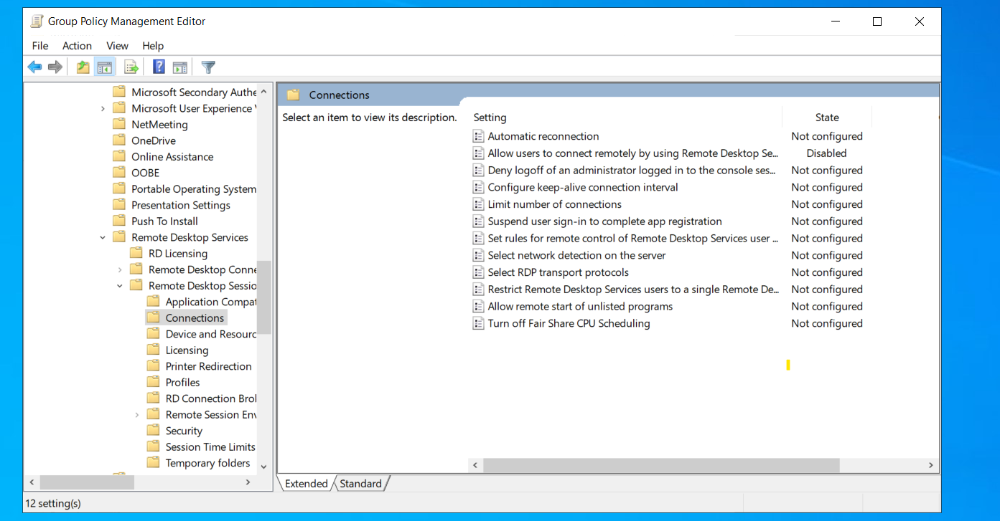 Group Policy Management Editor
File Action View Help
Microsoft Secondary Authe
Microsoft User Experience V
NetMeeting
OneDrive
Online Assistance
OOBE
Portable Operating System
Presentation Settings
Push To Install
Remote Desktop Services
RD Licensing
Remote Desktop Conne
Remote Desktop Sessio
Application Compat
Connections
Device and Resourc
Licensing
Printer Redirection
Profiles
RD Connection Brol
Remote Session Env
Security
Session Time Limits
Temporary folders
Connections
Select an item to view its description.
Setting State
Automatic reconnection Not configured
Allow users to connect remotely by using Remote Desktop Se... Disabled
Deny logoff of an administrator logged in to the console ses... Not configured
Configure keep-alive connection interval Not configured
Limit number of connections Not configured
Suspend user sign-in to complete app registration Not configured
Set rules for remote control of Remote Desktop Services user ... Not configured
Select network detection on the server Not configured
Select RDP transport protocols Not configured
Restrict Remote Desktop Services users to a single Remote De... Not configured
Allow remote start of unlisted programs Not configured
Turn off Fair Share CPU Scheduling Not configured
Extended Standard
12 setting(s)